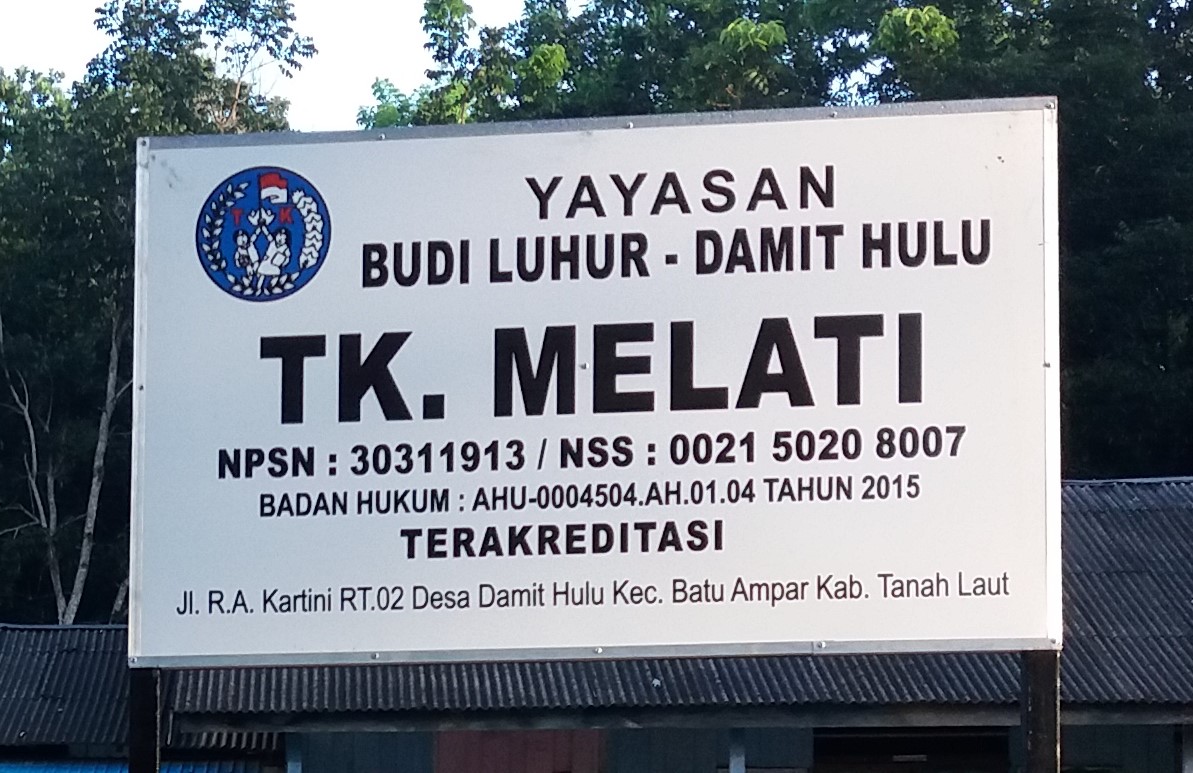 T K
YAYASAN
BUDI LUHUR - DAMIT HULU
TK. MELATI
NPSN : 30311913 / NSS : 0021 5020 8007
BADAN HUKUM : AHU-0004504.AH.01.04 TAHUN 2015
TERAKREDITASI
Jl. R.A. Kartini RT.02 Desa Damit Hulu Kec. Batu Ampar Kab. Tanah Laut